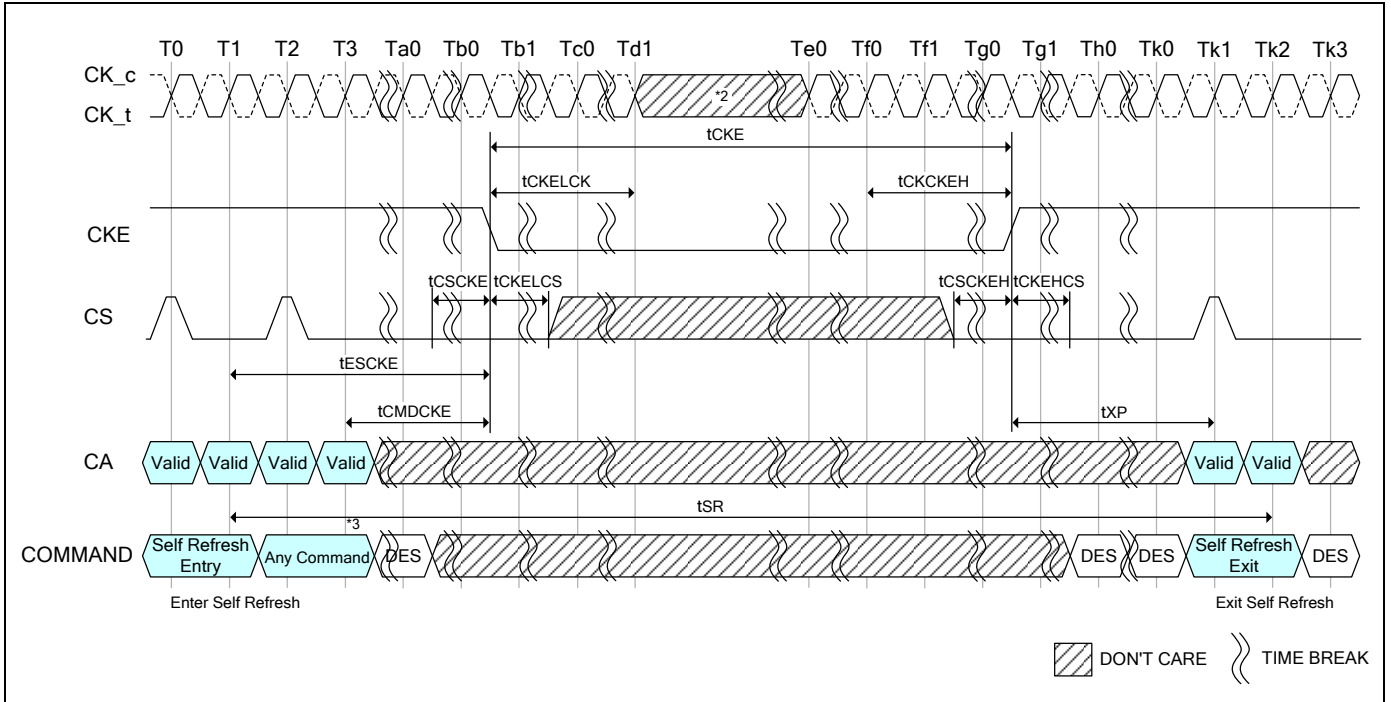 T0 T1 T2 T3 Ta0 Tb0 Tb1 Tc0 Td1 Te0 Tf0 Tf1 Tg0 Tg1 Th0 Tk0 Tk1 Tk2 Tk3
CK_c
*2
CK_t
tCKE
tCKELCK tCKCKEH
CKE
tCSCKE tCKELCS tCSCKEH tCKEHCS
CS
tESCKE
tCMDCKE tXP
CA Valid Valid Valid Valid Valid Valid
tSR
*3
COMMAND Self Refresh Entry Any Command DES DES DES Self Refresh Exit DES
Enter Self Refresh Exit Self Refresh
DON'T CARE TIME BREAK